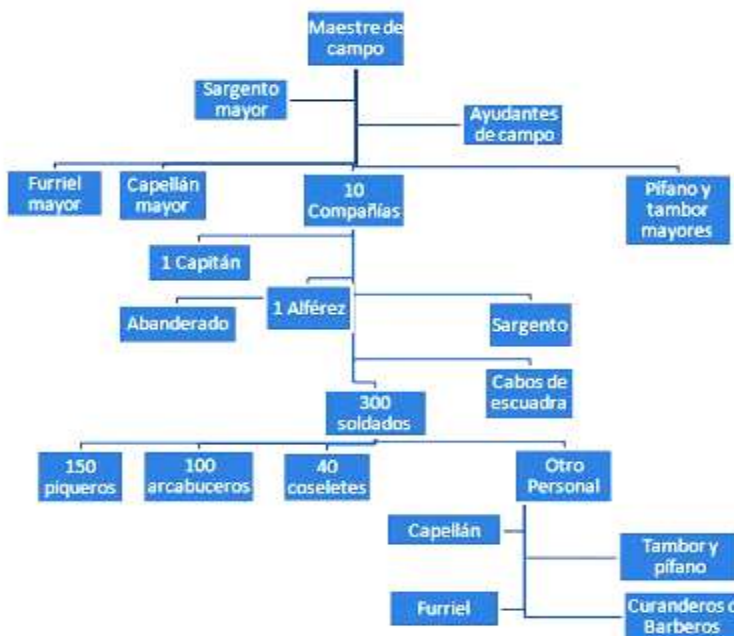 Maestre de
campo
Sargento
mayor
Ayudantes
de campo
Furriel
mayor
Capellán
mayor
10
Compañías
Pífano y
tambor
mayores
1 Capitán
Abanderado
1 Alférez
Sargento
Cabos de
escuadra
300
soldados
150
piqueros
100
arcabuceros
40
coseletes
Otro
Personal
Capellán
Tambor y
pífano
Furriel
Curanderos o
Barberos